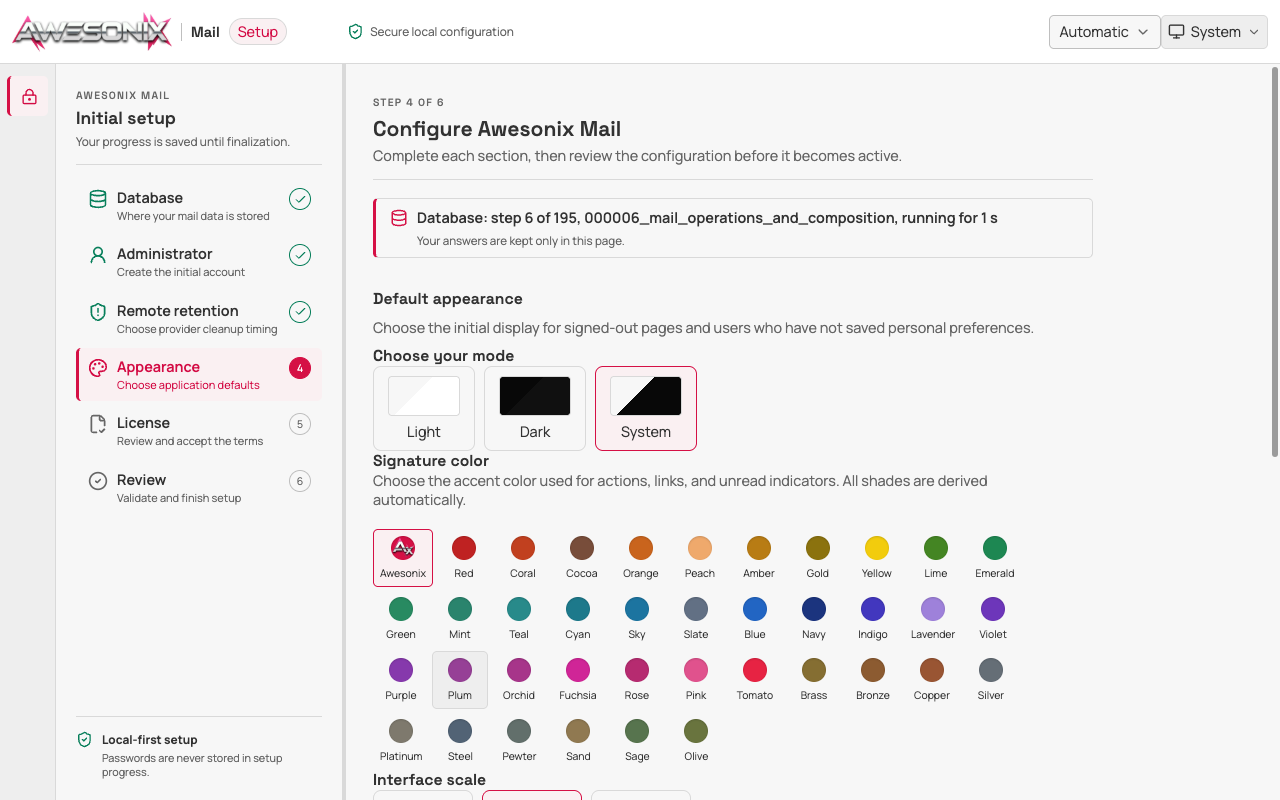 AWESONIX Mail Setup
Secure local configuration
Automatic
System
AWESONIX MAIL
Initial setup
Your progress is saved until finalization.
Database
Where your mail data is stored
Administrator
Create the initial account
Remote retention
Choose provider cleanup timing
Appearance
Choose application defaults
4
License
Review and accept the terms
5
Review
Validate and finish setup
6
Local-first setup
Passwords are never stored in setup
progress.
STEP 4 OF 6
Configure Awesonix Mail
Complete each section, then review the configuration before it becomes active.
Database: step 6 of 195, 000006_mail_operations_and_composition, running for 1 s
Your answers are kept only in this page.
Default appearance
Choose the initial display for signed-out pages and users who have not saved personal preferences.
Choose your mode
Light Dark System
Signature color
Choose the accent color used for actions, links, and unread indicators. All shades are derived
automatically.
Ax
Awesonix Red Coral Cocoa Orange Peach Amber Gold Yellow Lime Emerald
Green Mint Teal Cyan Sky Slate Blue Navy Indigo Lavender Violet
Purple Plum Orchid Fuchsia Rose Pink Tomato Brass Bronze Copper Silver
Platinum Steel Pewter Sand Sage Olive
Interface scale